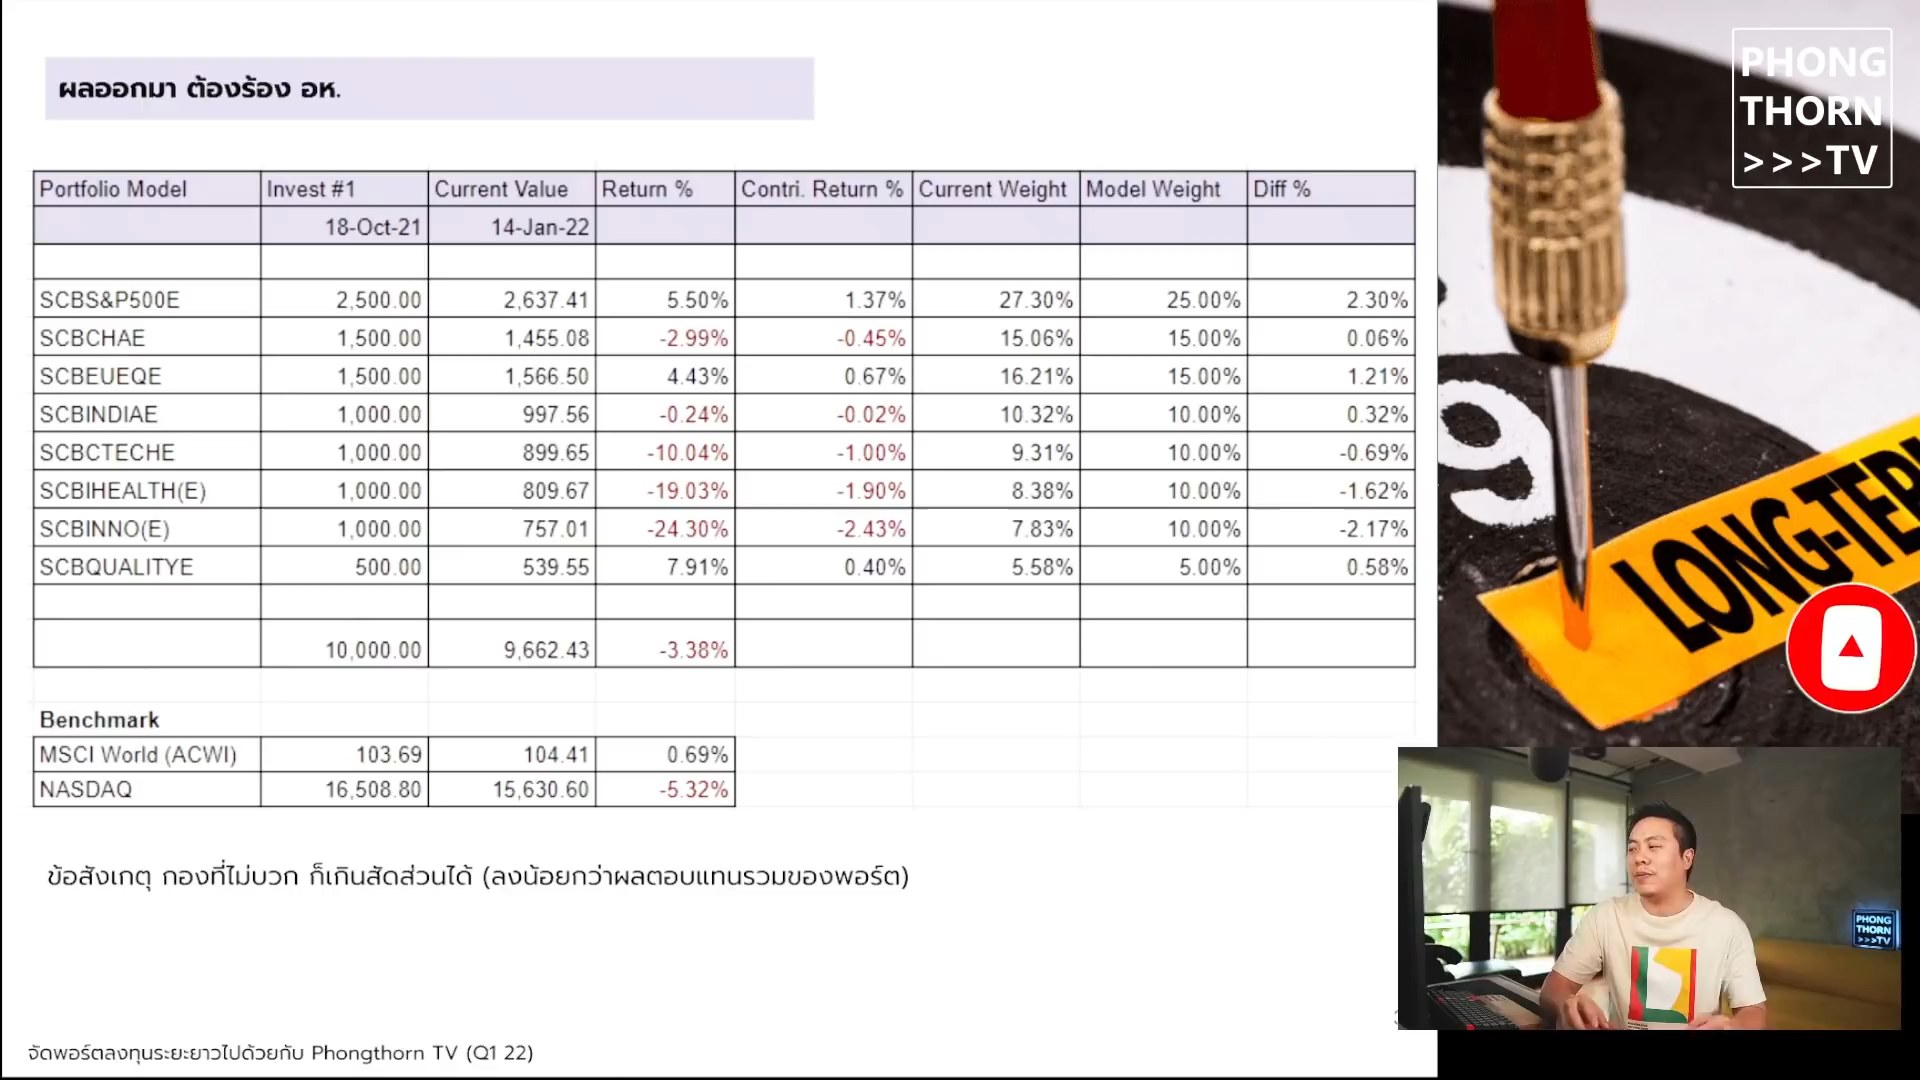 ผลออกมา ต้องร้อง อห.
Portfolio Model Invest #1 Current Value Return % Contri. Return % Current Weight Model Weight Diff %
18-Oct-21 14-Jan-22
SCBS&P500E 2,500.00 2,637.41 5.50% 1.37% 27.30% 25.00% 2.30%
SCBCHAE 1,500.00 1,455.08 -2.99% -0.45% 15.06% 15.00% 0.06%
SCBEUEQE 1,500.00 1,566.50 4.43% 0.67% 16.21% 15.00% 1.21%
SCBINDIAE 1,000.00 997.56 -0.24% -0.02% 10.32% 10.00% 0.32%
SCBCTECHE 1,000.00 899.65 -10.04% -1.00% 9.31% 10.00% -0.69%
SCBIHEALTH(E) 1,000.00 809.67 -19.03% -1.90% 8.38% 10.00% -1.62%
SCBINNO(E) 1,000.00 757.01 -24.30% -2.43% 7.83% 10.00% -2.17%
SCBQUALITYE 500.00 539.55 7.91% 0.40% 5.58% 5.00% 0.58%
10,000.00 9,662.43 -3.38%
Benchmark
MSCI World (ACWI) 103.69 104.41 0.69%
NASDAQ 16,508.80 15,630.60 -5.32%
ข้อสังเกตุ กองที่ไม่บวก ก็เกินสัดส่วนได้ (ลงน้อยกว่าผลตอบแทนรวมของพอร์ต)
จัดพอร์ตลงทุนระยะยาวไปด้วยกับ Phongthorn TV (Q1 22)
PHONG
THORN
>>>TV
9
LONG-TER
PHONG
THORN
>>>TV